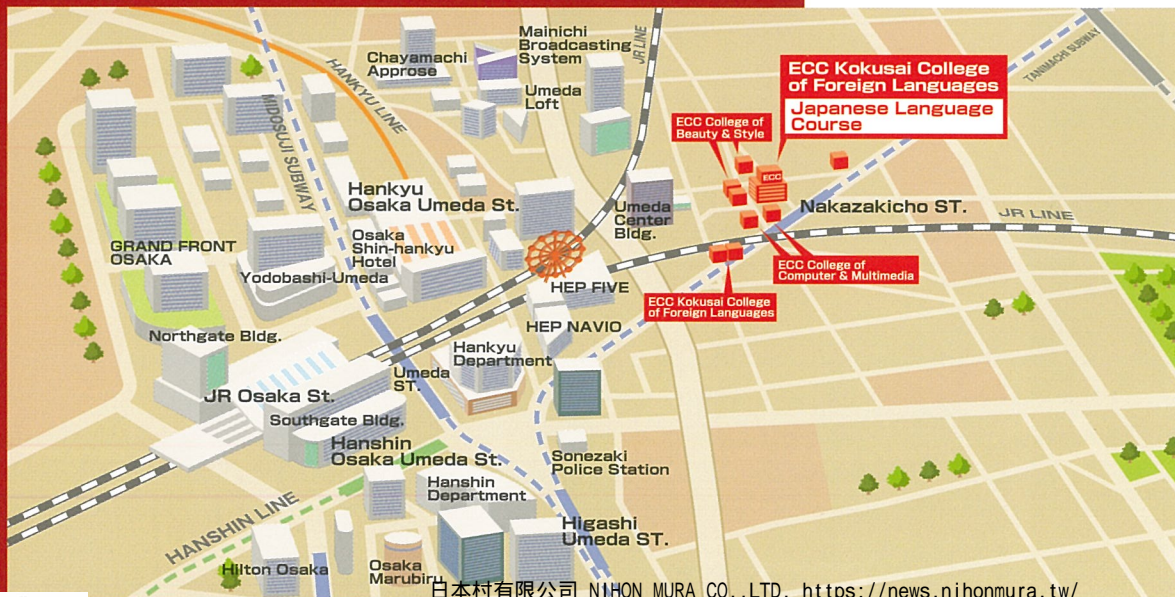 Mainichi
Broadcasting
System
Chayamachi
Approse
Umeda
Loft
JR LINE
TANIMACHI SUBWAY
HANKYU LINE
MIDOSUJI SUBWAY
ECC Kokusai College
of Foreign Languages
Japanese Language
Course
ECC College of
Beauty & Style
ECC
Hankyu
Osaka Umeda St.
Umeda
Center
Bldg.
Nakazakicho ST.
JR LINE
GRAND FRONT
OSAKA
Osaka
Shin-hankyu
Hotel
Yodobashi-Umeda
ECC College of
Computer & Multimedia
HEP FIVE
ECC Kokusai College
of Foreign Languages
HEP NAVIO
Northgate Bldg.
Hankyu
Department
Umeda
ST.
JR Osaka St.
Southgate Bldg.
Hanshin
Osaka Umeda St.
Sonezaki
Police Station
Hanshin
Department
HANSHIN LINE
Higashi
Umeda ST.
Hilton Osaka
Osaka
Marubiru
日本村有限公司 NIHON MURA CO.,LTD. https://news.nihonmura.tw/